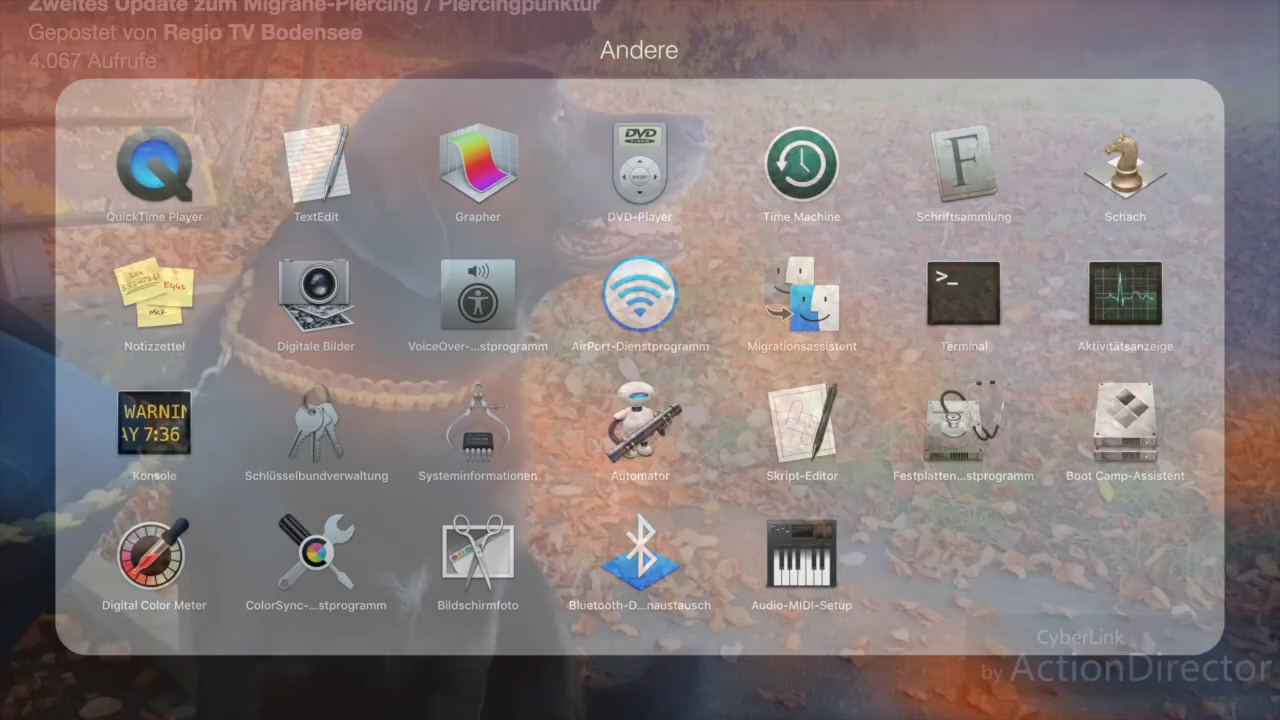 Zweites Update zum Migräne-Piercing / Piercingpunktur
Gepostet von Regio TV Bodensee
4.067 Aufrufe
Andere
DVD
QuickTime Player
TextEdit
Grapher
DVD-Player
Time Machine
Schriftsammlung
Schach
EGGS
MILK
Notizzettel
Digitale Bilder
VoiceOver-...stprogramm
AirPort-Dienstprogramm
Migrationsassistent
Terminal
Aktivitätsanzeige
WARNIN
AY 7:36
Konsole
Schlüsselbundverwaltung
Systeminformationen
Automator
Skript-Editor
Festplatten...stprogramm
Boot Camp-Assistent
Digital Color Meter
ColorSync-...stprogramm
Bildschirmfoto
Bluetooth-D...naustausch
Audio-MIDI-Setup
CyberLink
by ActionDirector